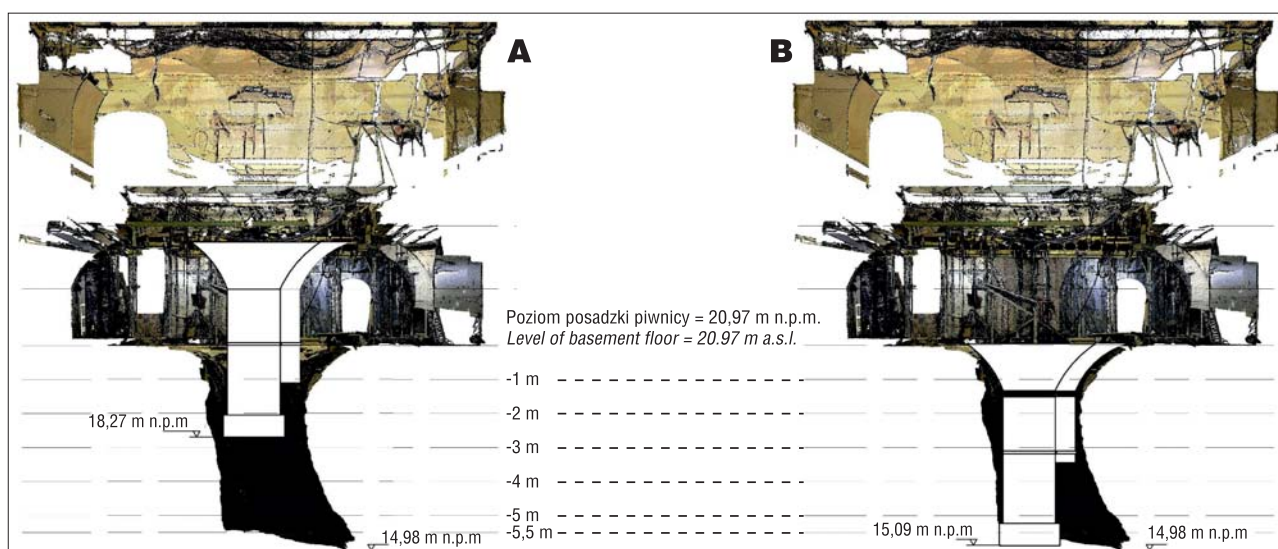 A
B
Poziom posadzki piwnicy = 20,97 m n.p.m.
Level of basement floor = 20.97 m a.s.l.
-1 m
-2 m
18,27 m n.p.m
-3 m
-4 m
-5 m
-5,5 m
14,98 m n.p.m
15,09 m n.p.m
14,98 m n.p.m